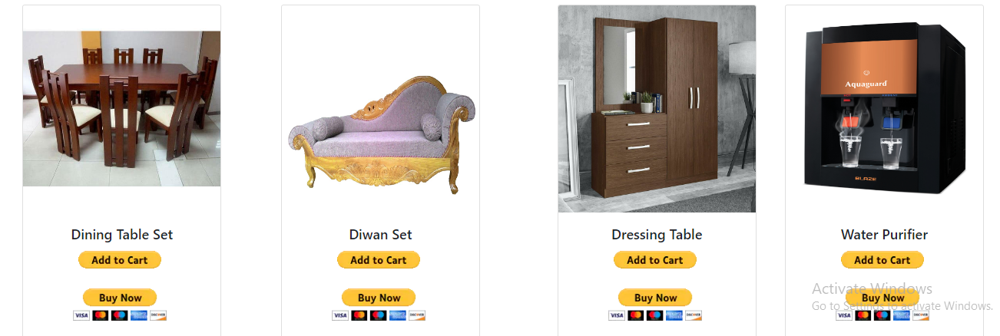 Aquaguard
BLAZE
Dining Table Set
Diwan Set
Dressing Table
Water Purifier
Add to Cart
Add to Cart
Add to Cart
Add to Cart
Buy Now
Buy Now
Buy Now
Buy Now
VISA
DISCOVER
VISA
DISCOVER
VISA
DISCOVER
VISA
DISCOVER
Activate Windows
Go to Settings to activate Windows.